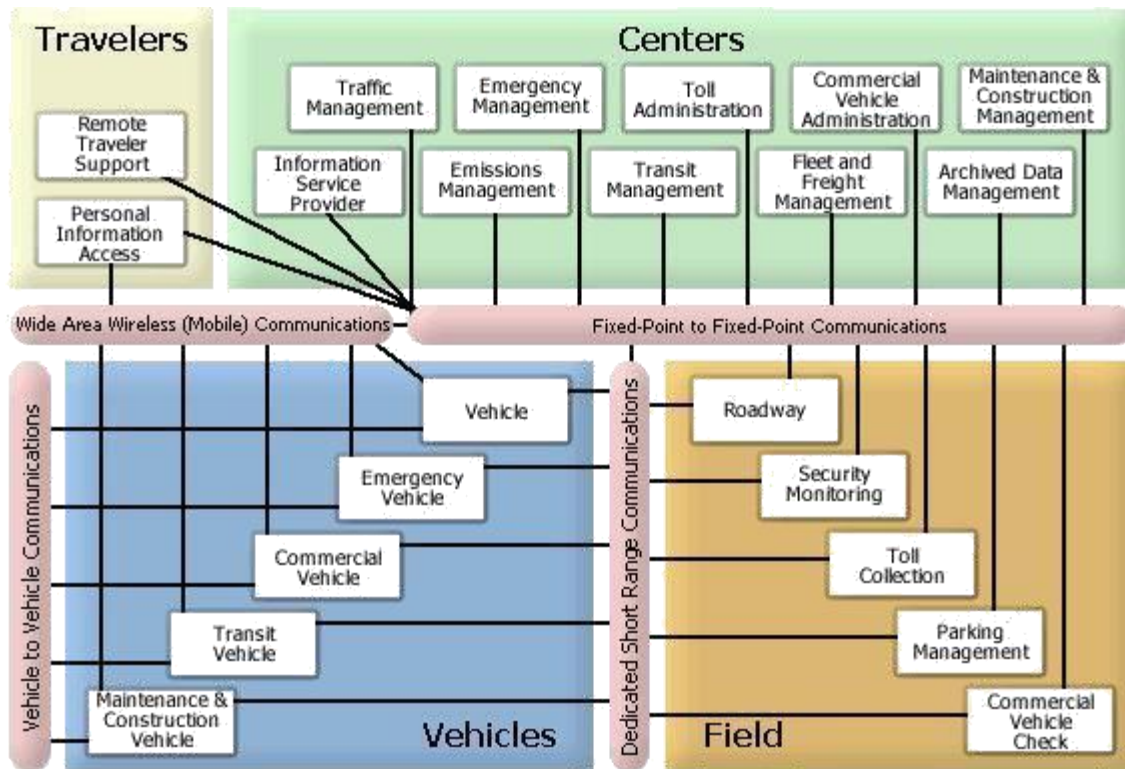 Travelers
Remote
Traveler
Support
Personal
Information
Access
Centers
Traffic
Management
Emergency
Management
Toll
Administration
Commercial
Vehicle
Administration
Maintenance &
Construction
Management
Information
Service
Provider
Emissions
Management
Transit
Management
Fleet and
Freight
Management
Archived Data
Management
Wide Area Wireless (Mobile) Communications
Fixed-Point to Fixed-Point Communications
Vehicle to Vehicle Communications
Vehicle
Emergency
Vehicle
Commercial
Vehicle
Transit
Vehicle
Maintenance &
Construction
Vehicle
Vehicles
Dedicated Short Range Communications
Roadway
Security
Monitoring
Toll
Collection
Parking
Management
Commercial
Vehicle
Check
Field